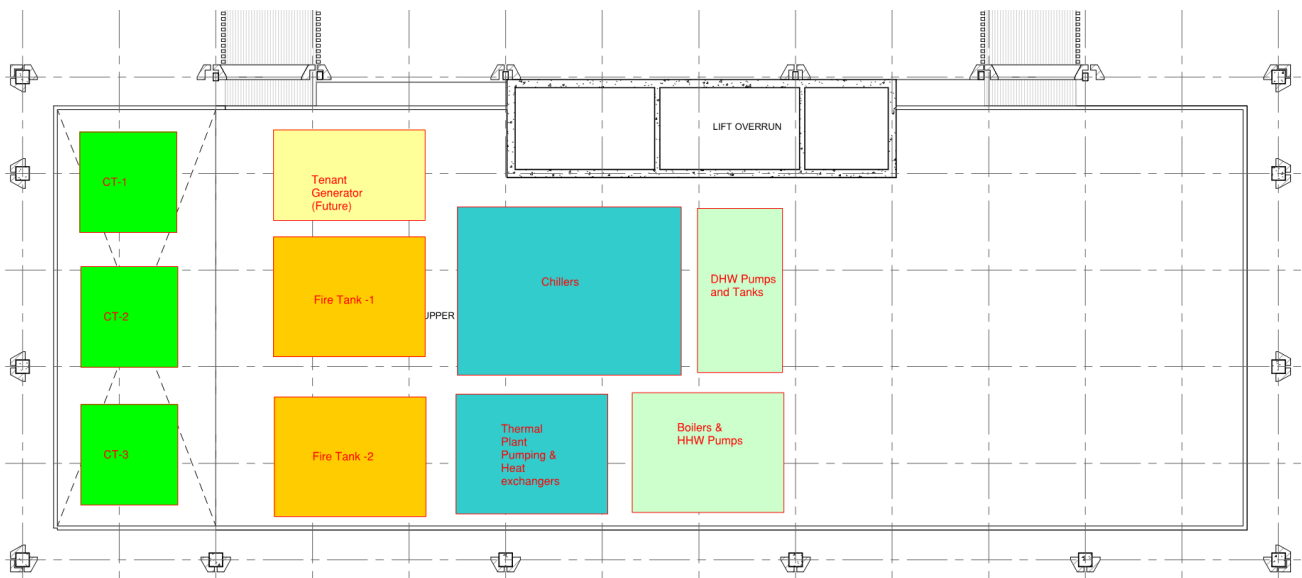 LIFT OVERRUN
CT-1
Tenant
Generator
(Future)
Chillers
DHW Pumps
and Tanks
Fire Tank -1
UPPER
CT-2
Thermal
Plant
Pumping &
Heat
exchangers
Boilers &
HHW Pumps
CT-3
Fire Tank -2